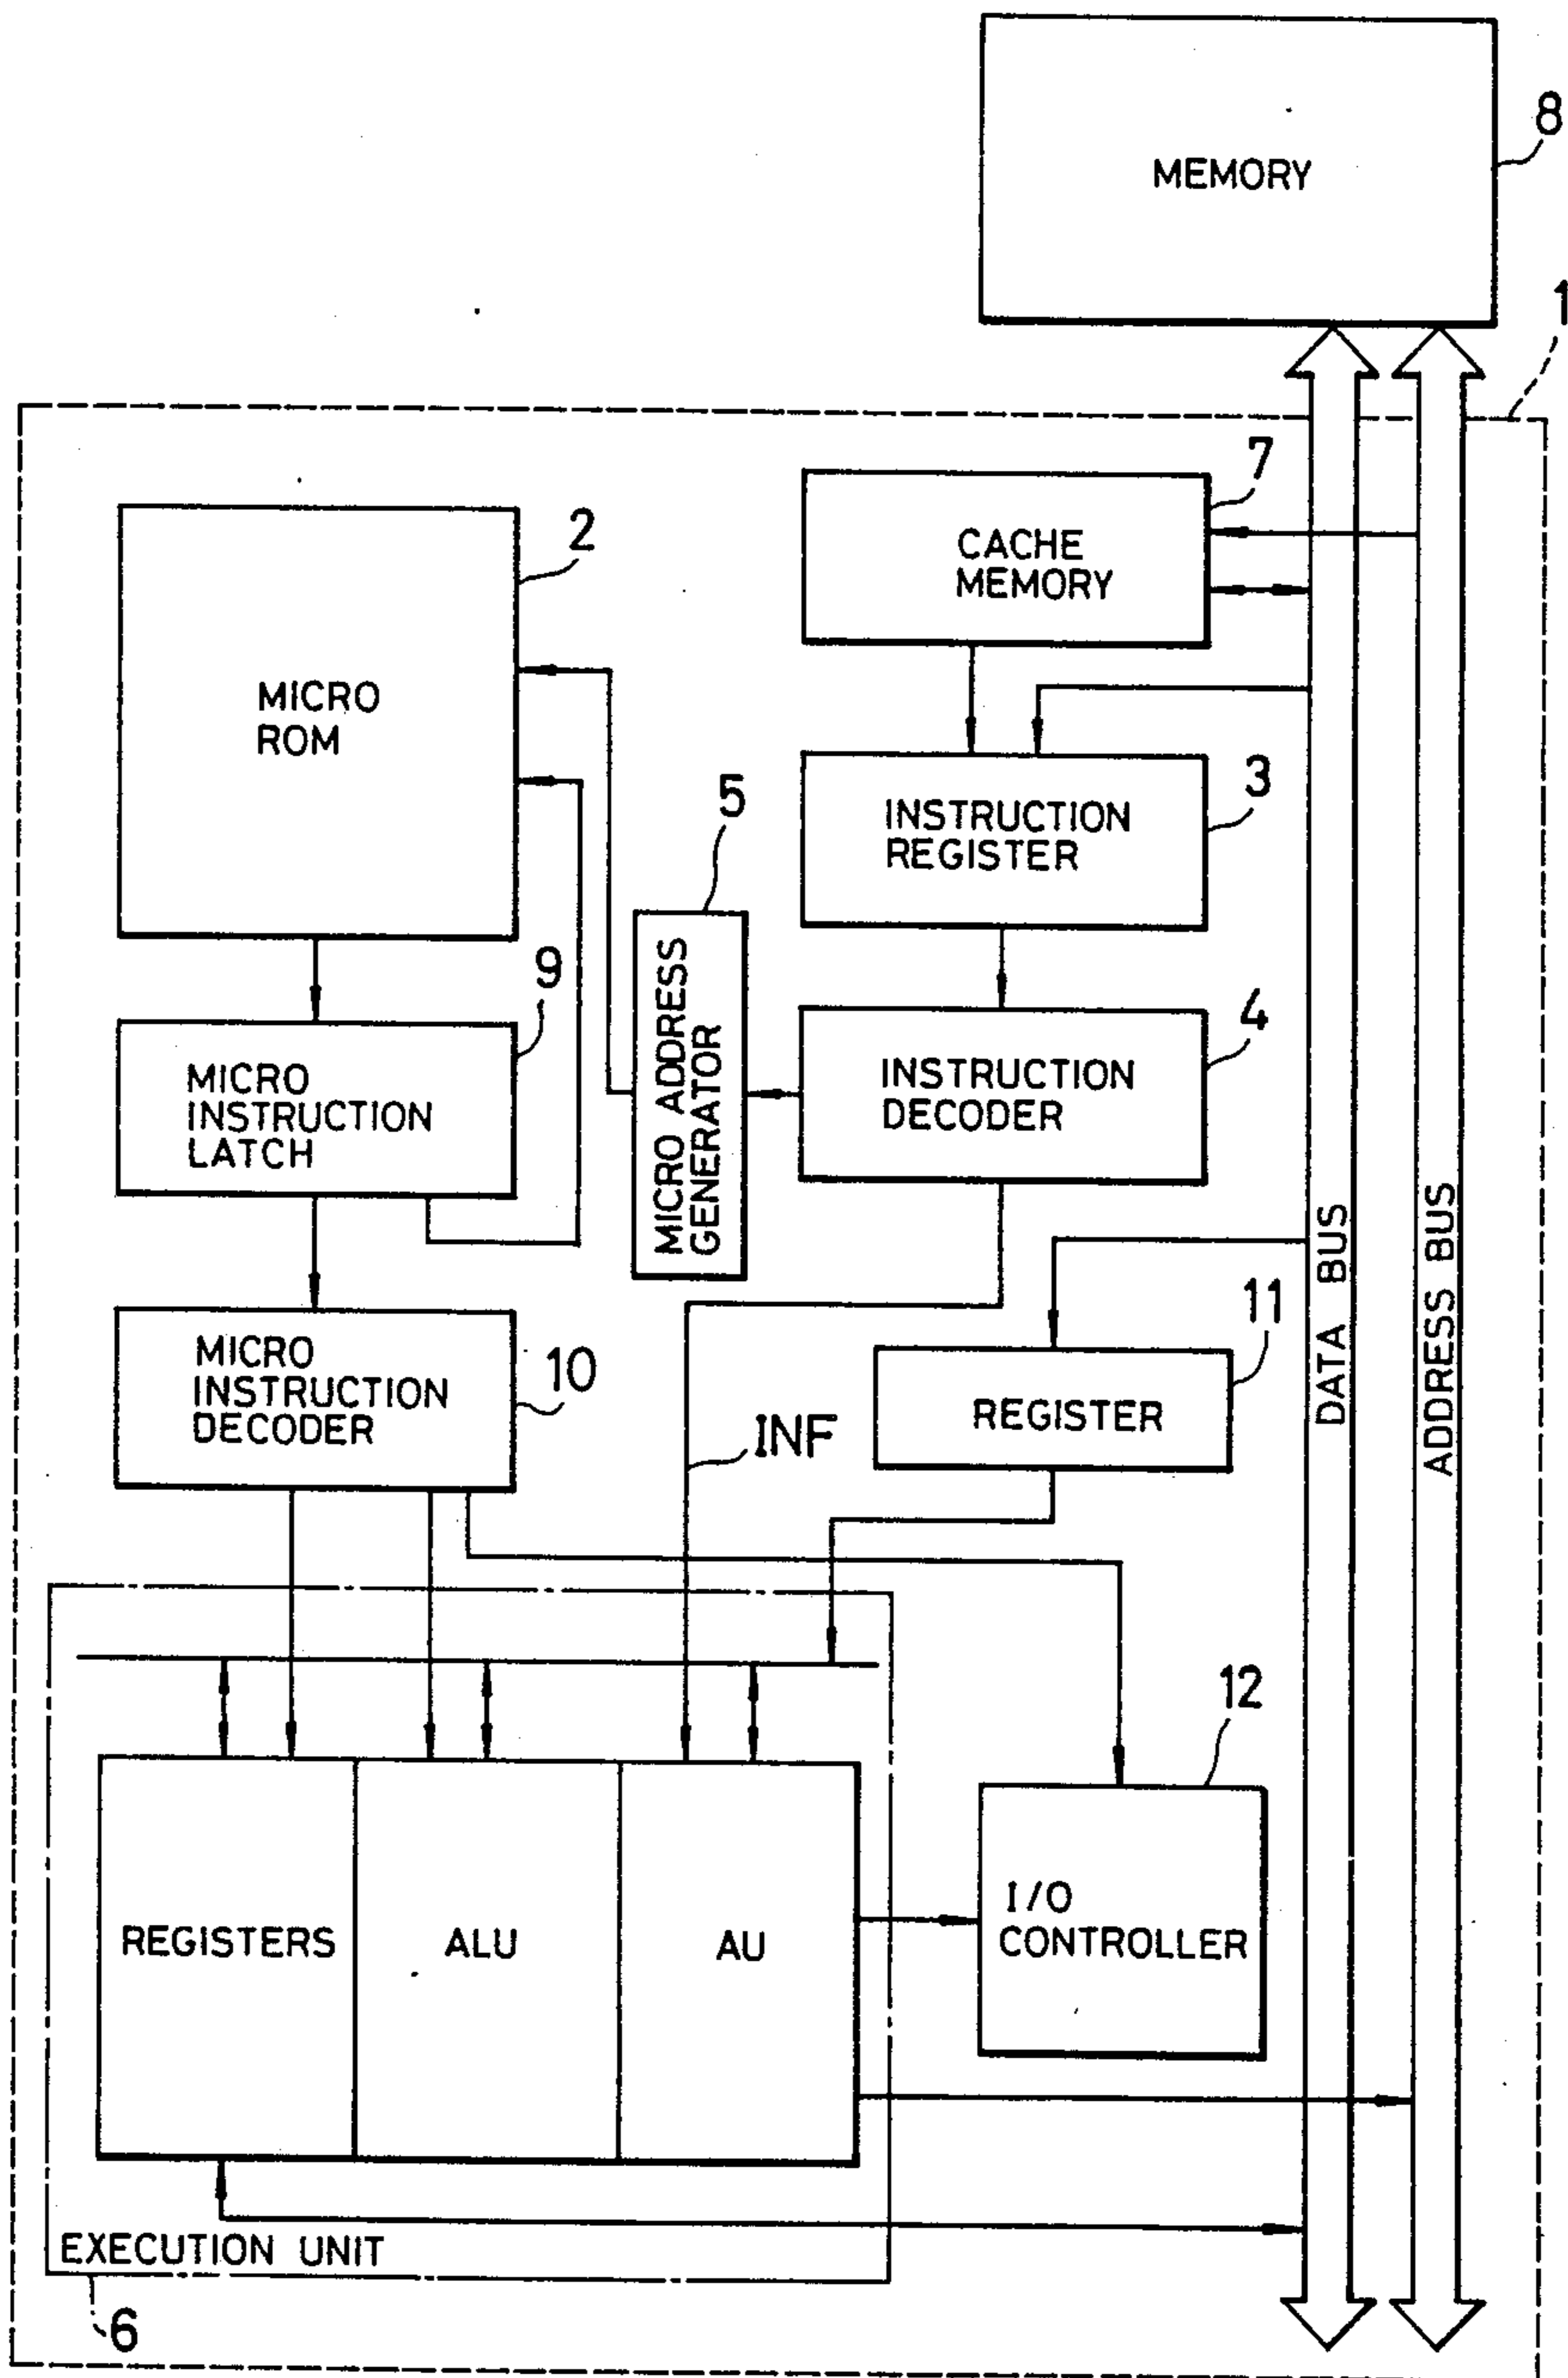 MEMORY
8
1
7
CACHE
MEMORY
2
MICRO
ROM
3
INSTRUCTION
REGISTER
5
MICRO ADDRESS
GENERATOR
9
MICRO
INSTRUCTION
LATCH
4
INSTRUCTION
DECODER
DATA BUS
ADDRESS BUS
MICRO
INSTRUCTION
DECODER
10
INF
11
REGISTER
12
REGISTERS
ALU
AU
I/O
CONTROLLER
EXECUTION UNIT
6